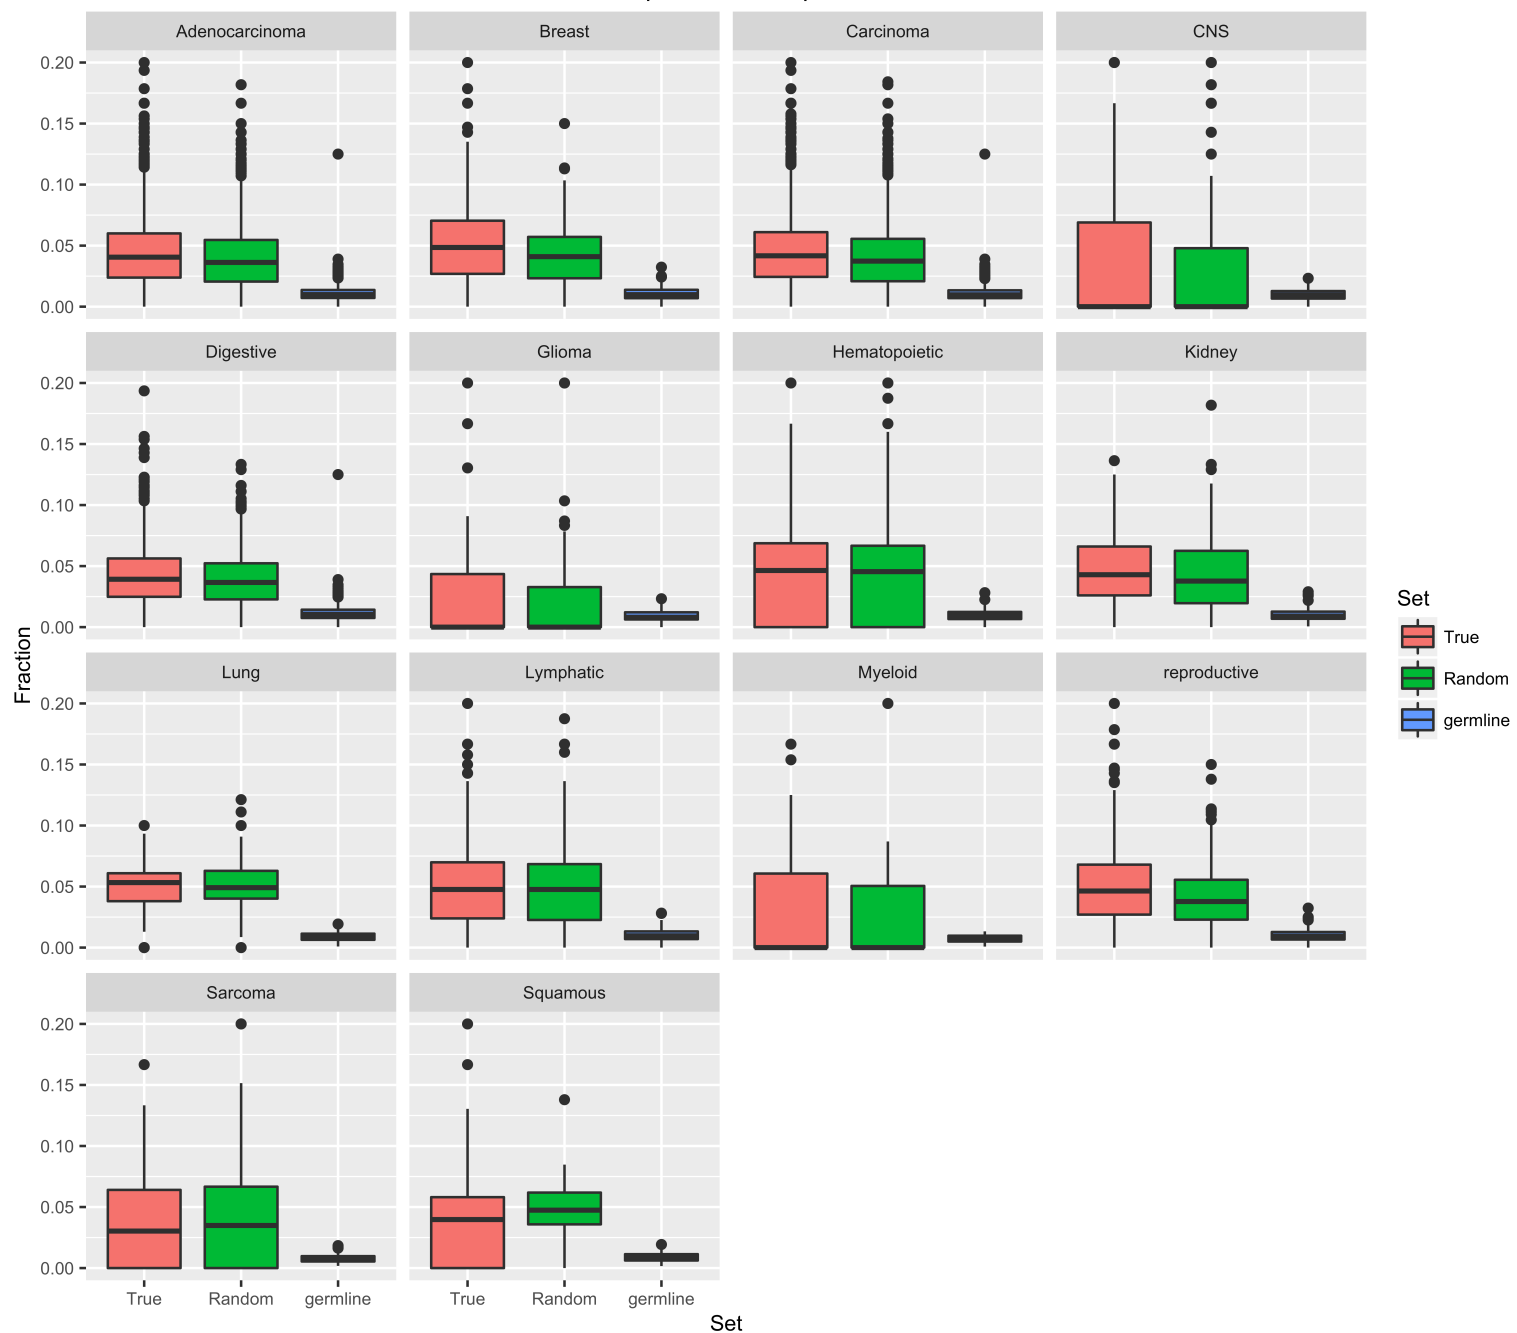 Adenocarcinoma Breast Carcinoma CNS
0.20
0.15
0.10
0.05
0.00
Digestive Glioma Hematopoietic Kidney
0.20
0.15
0.10
0.05
0.00
Lung Lymphatic Myeloid reproductive
0.20
0.15
0.10
0.05
0.00
Sarcoma Squamous
0.20
0.15
0.10
0.05
0.00
True Random germline True Random germline
Set
Fraction
Set
True
Random
germline